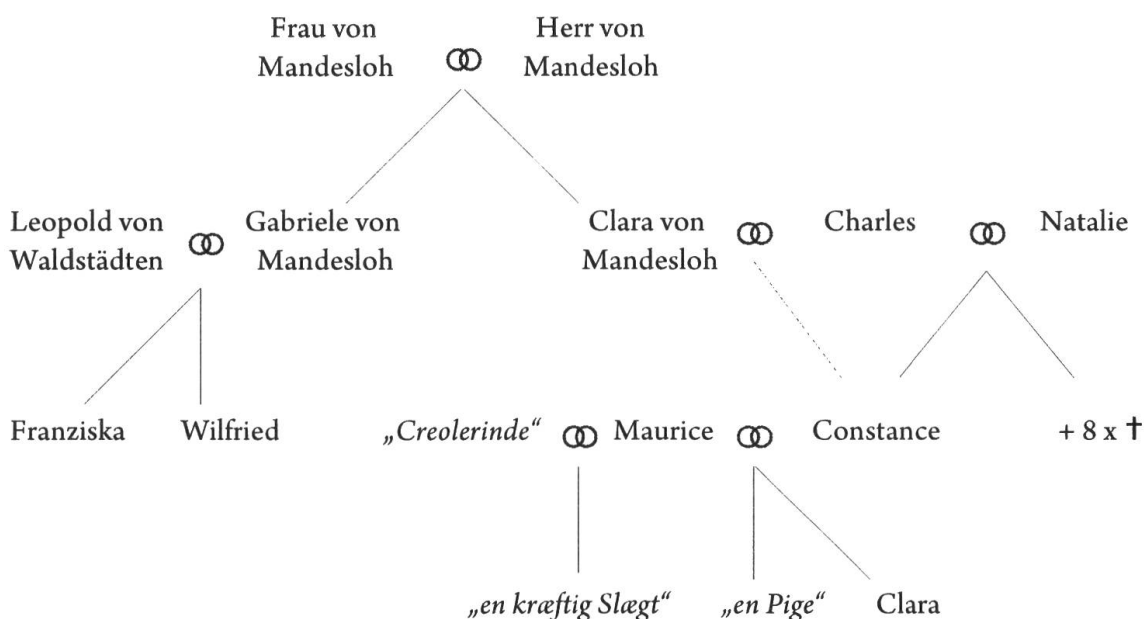 Frau von Mandesloh
Herr von Mandesloh
Leopold von Waldstädten
Gabriele von Mandesloh
Clara von Mandesloh
Charles
Natalie
Franziska
Wilfried
„Creolerinde“
Maurice
Constance
+ 8 x †
„en kræftig Slægt“
„en Pige“
Clara